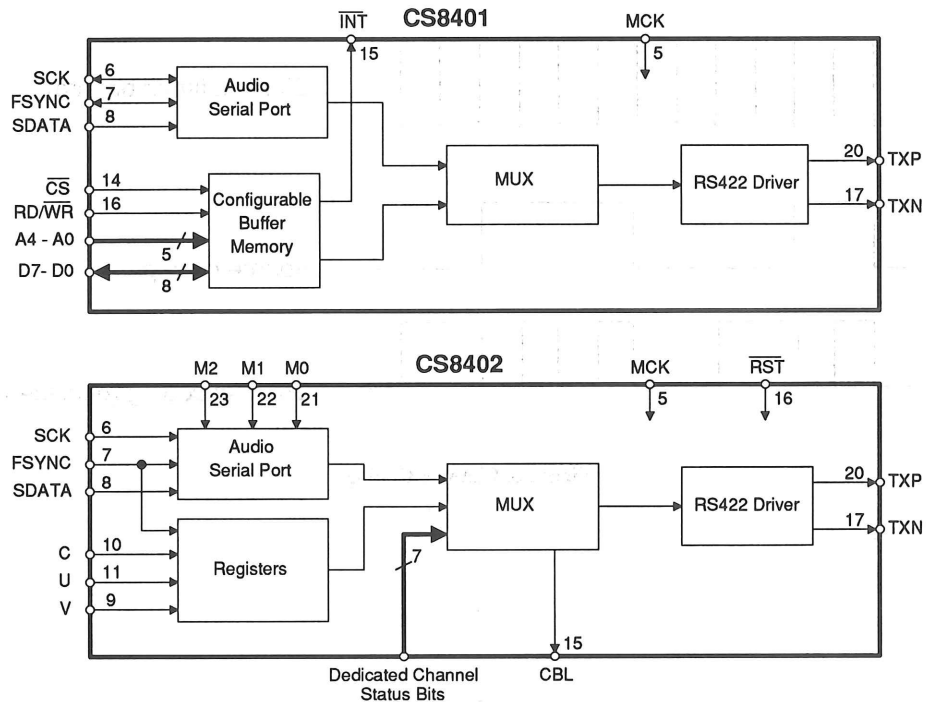 INT
CS8401
MCK
15
5
SCK
6
FSYNC
7
SDATA
8
Audio
Serial Port
CS
14
RD/WR
16
A4 - A0
5
D7- D0
8
Configurable
Buffer
Memory
MUX
RS422 Driver
20
TXP
17
TXN
CS8402
M2
M1
M0
MCK
RST
23
22
21
5
16
SCK
6
FSYNC
7
SDATA
8
Audio
Serial Port
C
10
U
11
V
9
Registers
MUX
7
RS422 Driver
20
TXP
17
TXN
15
Dedicated Channel
Status Bits
CBL